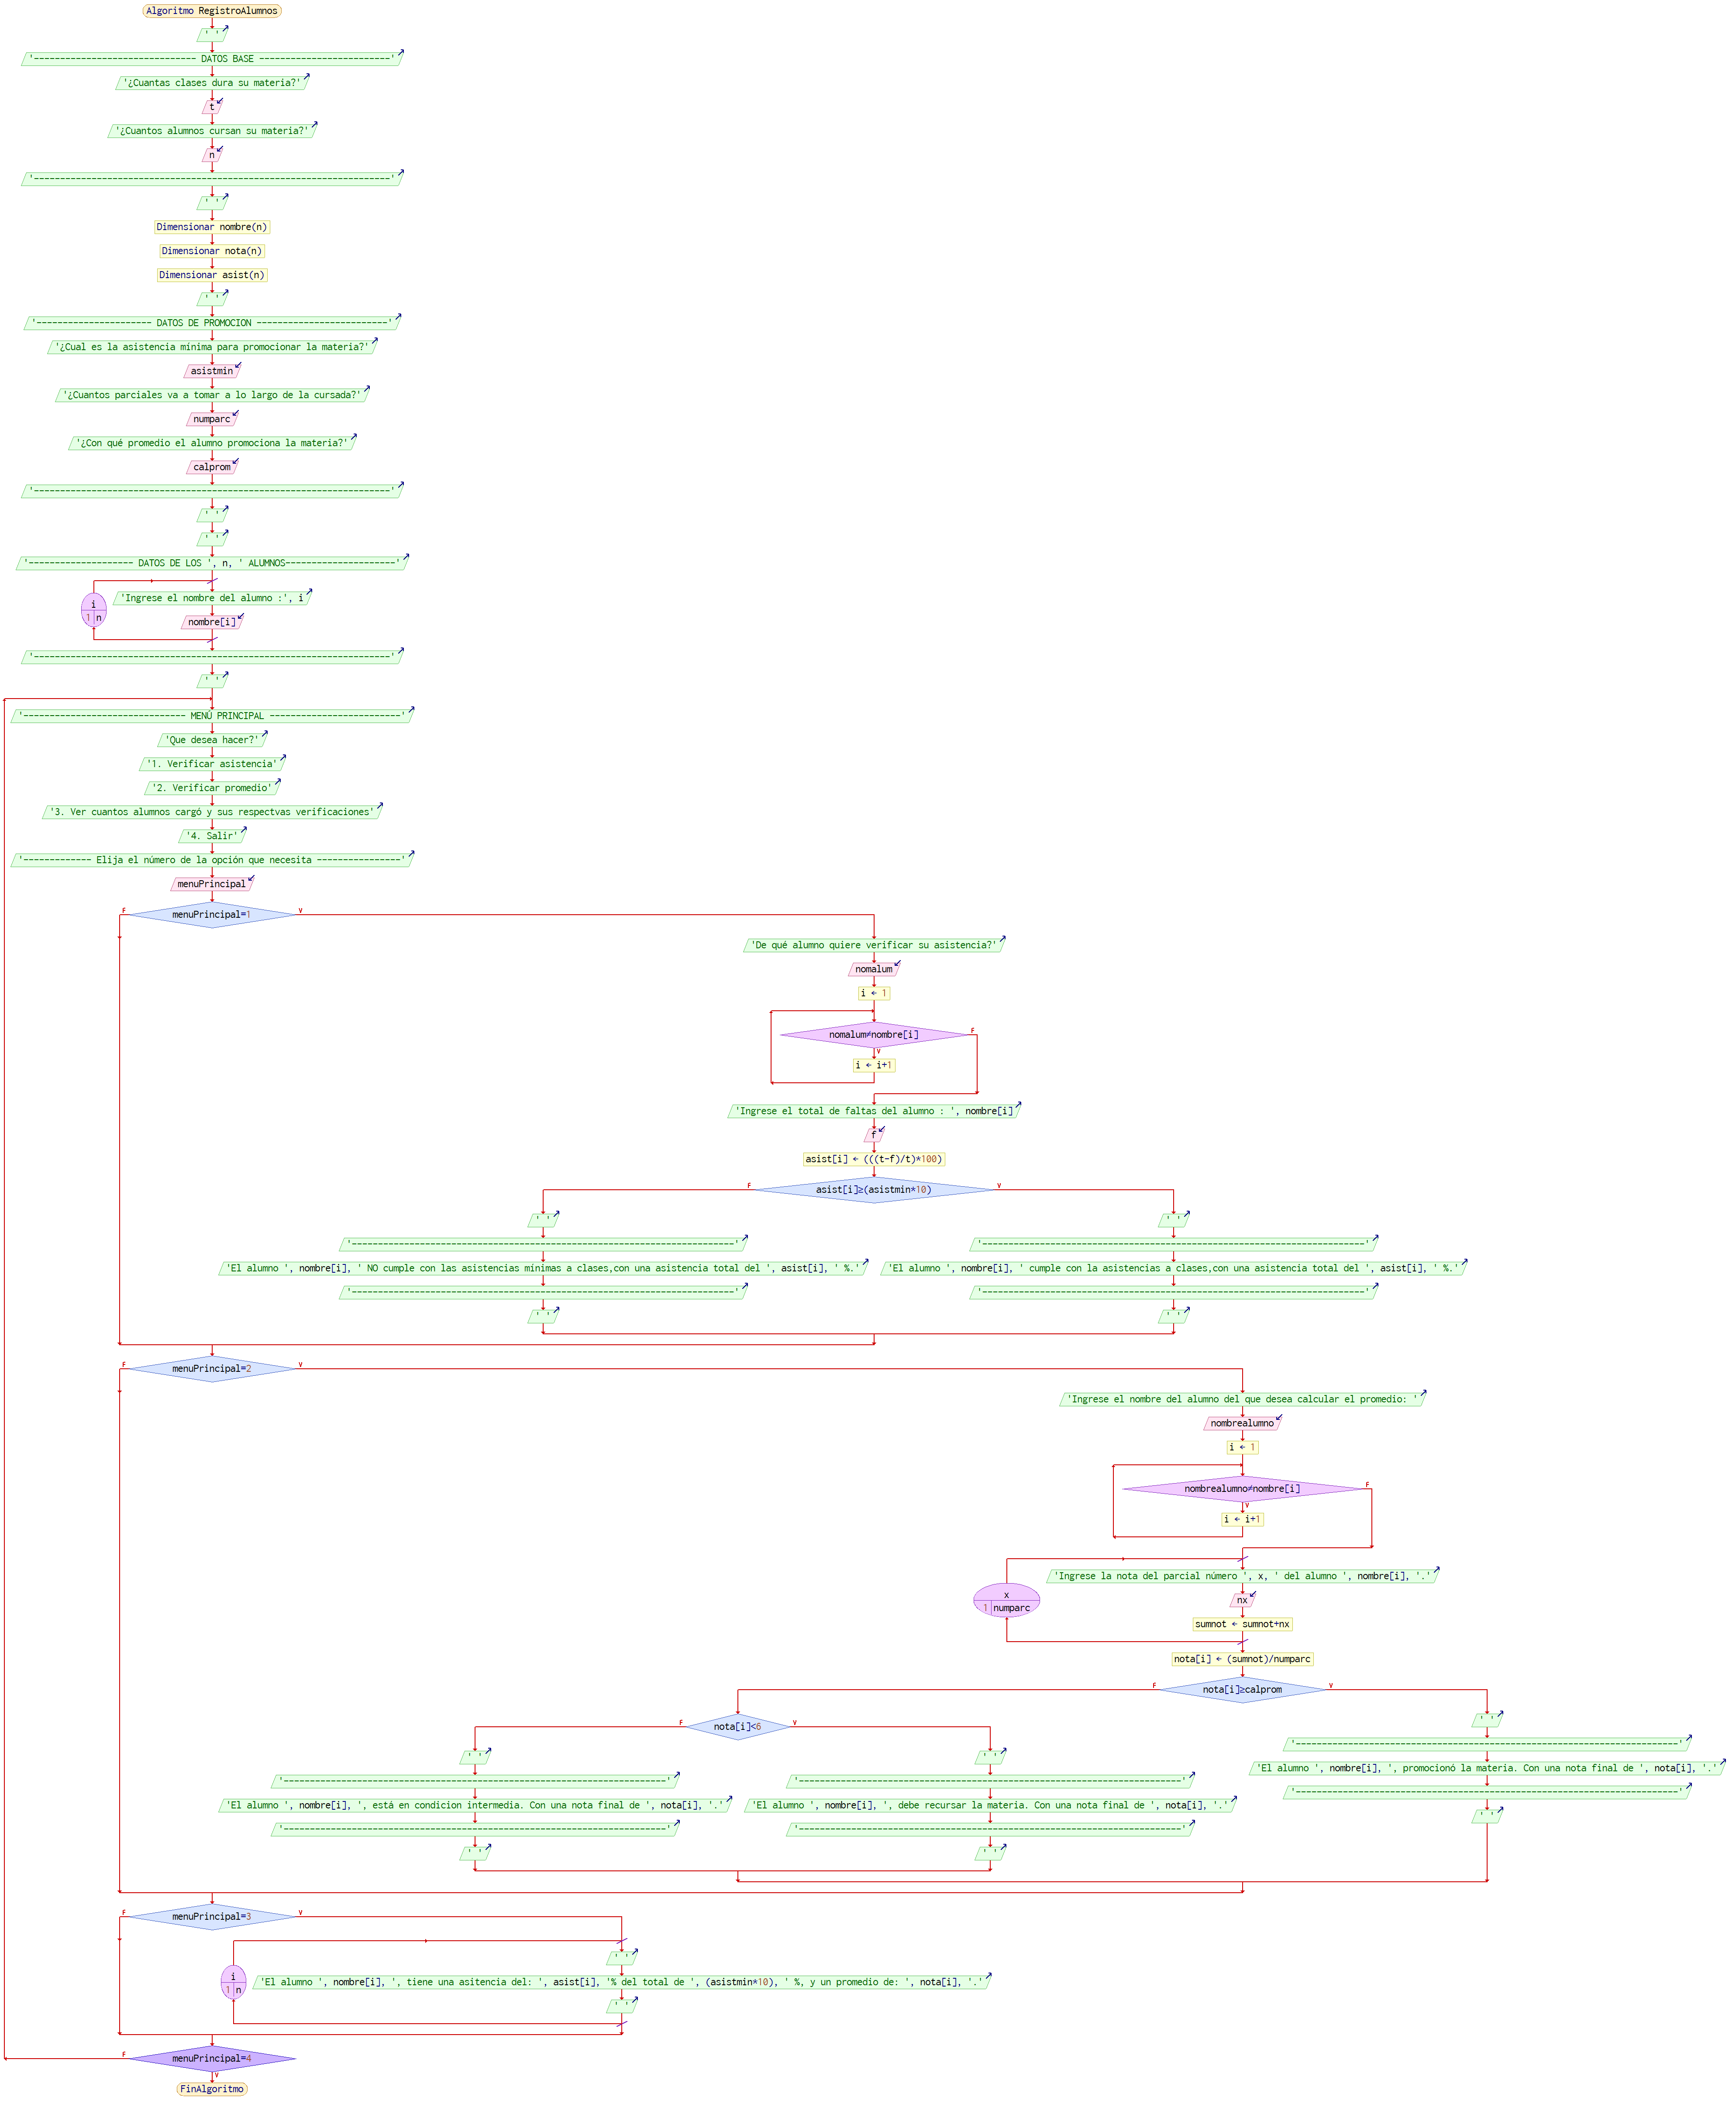 Algoritmo RegistroAlumnos
' '
'------------------------------- DATOS BASE -------------------------'
'¿Cuantas clases dura su materia?'
t
'¿Cuantos alumnos cursan su materia?'
n
'--------------------------------------------------------------------'
' '
Dimensionar nombre(n)
Dimensionar nota(n)
Dimensionar asist(n)
' '
'---------------------- DATOS DE PROMOCION -------------------------'
'¿Cual es la asistencia mínima para promocionar la materia?'
asistmin
'¿Cuantos parciales va a tomar a lo largo de la cursada?'
numparc
'¿Con qué promedio el alumno promociona la materia?'
calprom
'--------------------------------------------------------------------'
' '
' '
'-------------------- DATOS DE LOS ', n, ' ALUMNOS---------------------'
i
1 n
'Ingrese el nombre del alumno :', i
nombre[i]
'--------------------------------------------------------------------'
' '
'------------------------------- MENÚ PRINCIPAL -------------------------'
'Que desea hacer?'
'1. Verificar asistencia'
'2. Verificar promedio'
'3. Ver cuantos alumnos cargó y sus respectvas verificaciones'
'4. Salir'
'------------- Elija el número de la opción que necesita ----------------'
menuPrincipal
F menuPrincipal=1 V
'De qué alumno quiere verificar su asistencia?'
nomalum
i ← 1
nomalum≠nombre[i] F
V
i ← i+1
'Ingrese el total de faltas del alumno : ', nombre[i]
f
asist[i] ← (((t-f)/t)*100)
F asist[i]≥(asistmin*10) V
' ' ' '
'-------------------------------------------------------------------------' '-------------------------------------------------------------------------'
'El alumno ', nombre[i], ' NO cumple con las asistencias mínimas a clases,con una asistencia total del ', asist[i], ' %.' 'El alumno ', nombre[i], ' cumple con la asistencias a clases,con una asistencia total del ', asist[i], ' %.'
'-------------------------------------------------------------------------' '-------------------------------------------------------------------------'
' ' ' '
F menuPrincipal=2 V
'Ingrese el nombre del alumno del que desea calcular el promedio: '
nombrealumno
i ← 1
nombrealumno≠nombre[i] F
V
i ← i+1
x
1 numparc
'Ingrese la nota del parcial número ', x, ' del alumno ', nombre[i], '.'
nx
sumnot ← sumnot+nx
nota[i] ← (sumnot)/numparc
F nota[i]≥calprom V
F nota[i]<6 V
' ' ' ' ' '
'-------------------------------------------------------------------------' '-------------------------------------------------------------------------' '-------------------------------------------------------------------------'
'El alumno ', nombre[i], ', está en condicion intermedia. Con una nota final de ', nota[i], '.' 'El alumno ', nombre[i], ', debe recursar la materia. Con una nota final de ', nota[i], '.' 'El alumno ', nombre[i], ', promocionó la materia. Con una nota final de ', nota[i], '.'
'-------------------------------------------------------------------------' '-------------------------------------------------------------------------' '-------------------------------------------------------------------------'
' ' ' ' ' '
F menuPrincipal=3 V
i
1 n
' '
'El alumno ', nombre[i], ', tiene una asitencia del: ', asist[i], '% del total de ', (asistmin*10), ' %, y un promedio de: ', nota[i], '.'
' '
F menuPrincipal=4
V
FinAlgoritmo